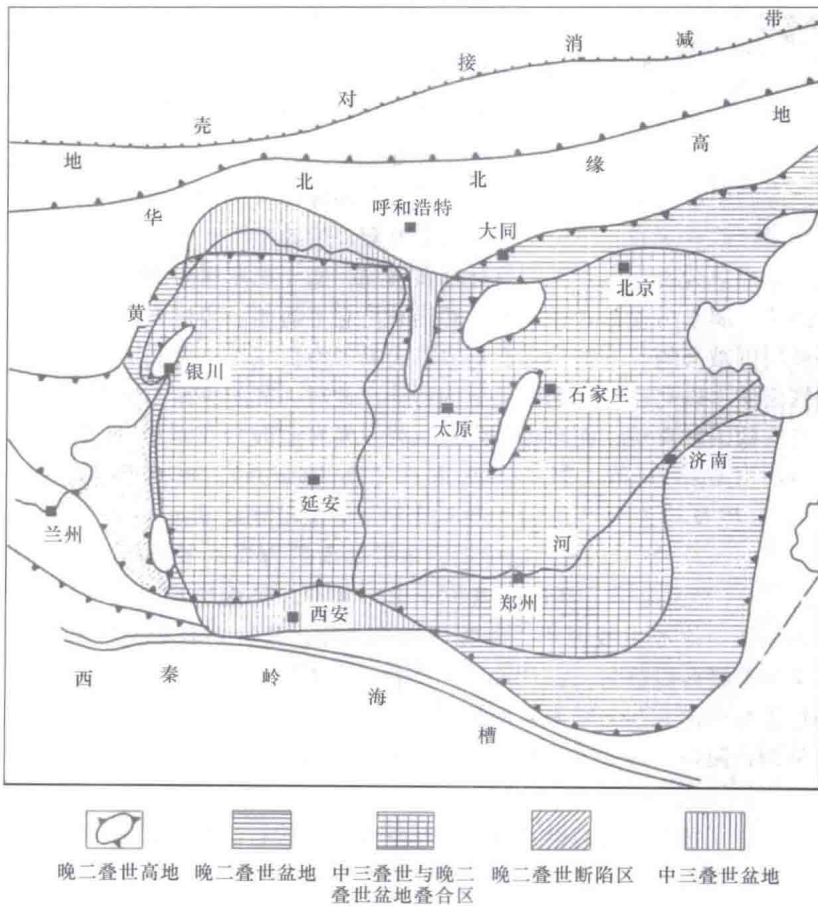 地壳对接消减带
华北北缘高地
呼和浩特
大同
北京
黄
银川
石家庄
太原
济南
延安
兰州
河
郑州
西安
西秦岭海槽
晚二叠世高地
晚二叠世盆地
中三叠世与晚二
叠世盆地叠合区
晚二叠世断陷区
中三叠世盆地